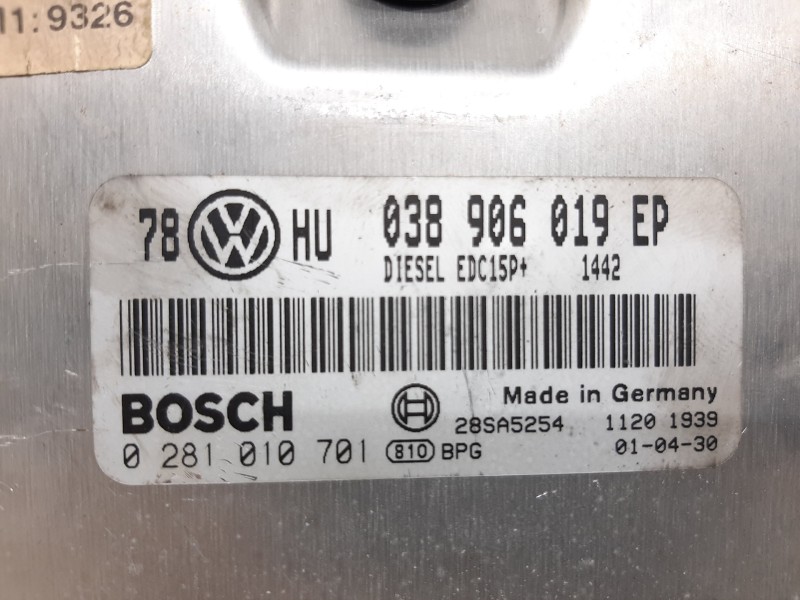 11:9326
78 VW HU 038 906 019 EP
DIESEL EDC15P+ 1442
BOSCH Made in Germany
28SA5254 1120 1939
0 281 010 701 810 BPG 01-04-30